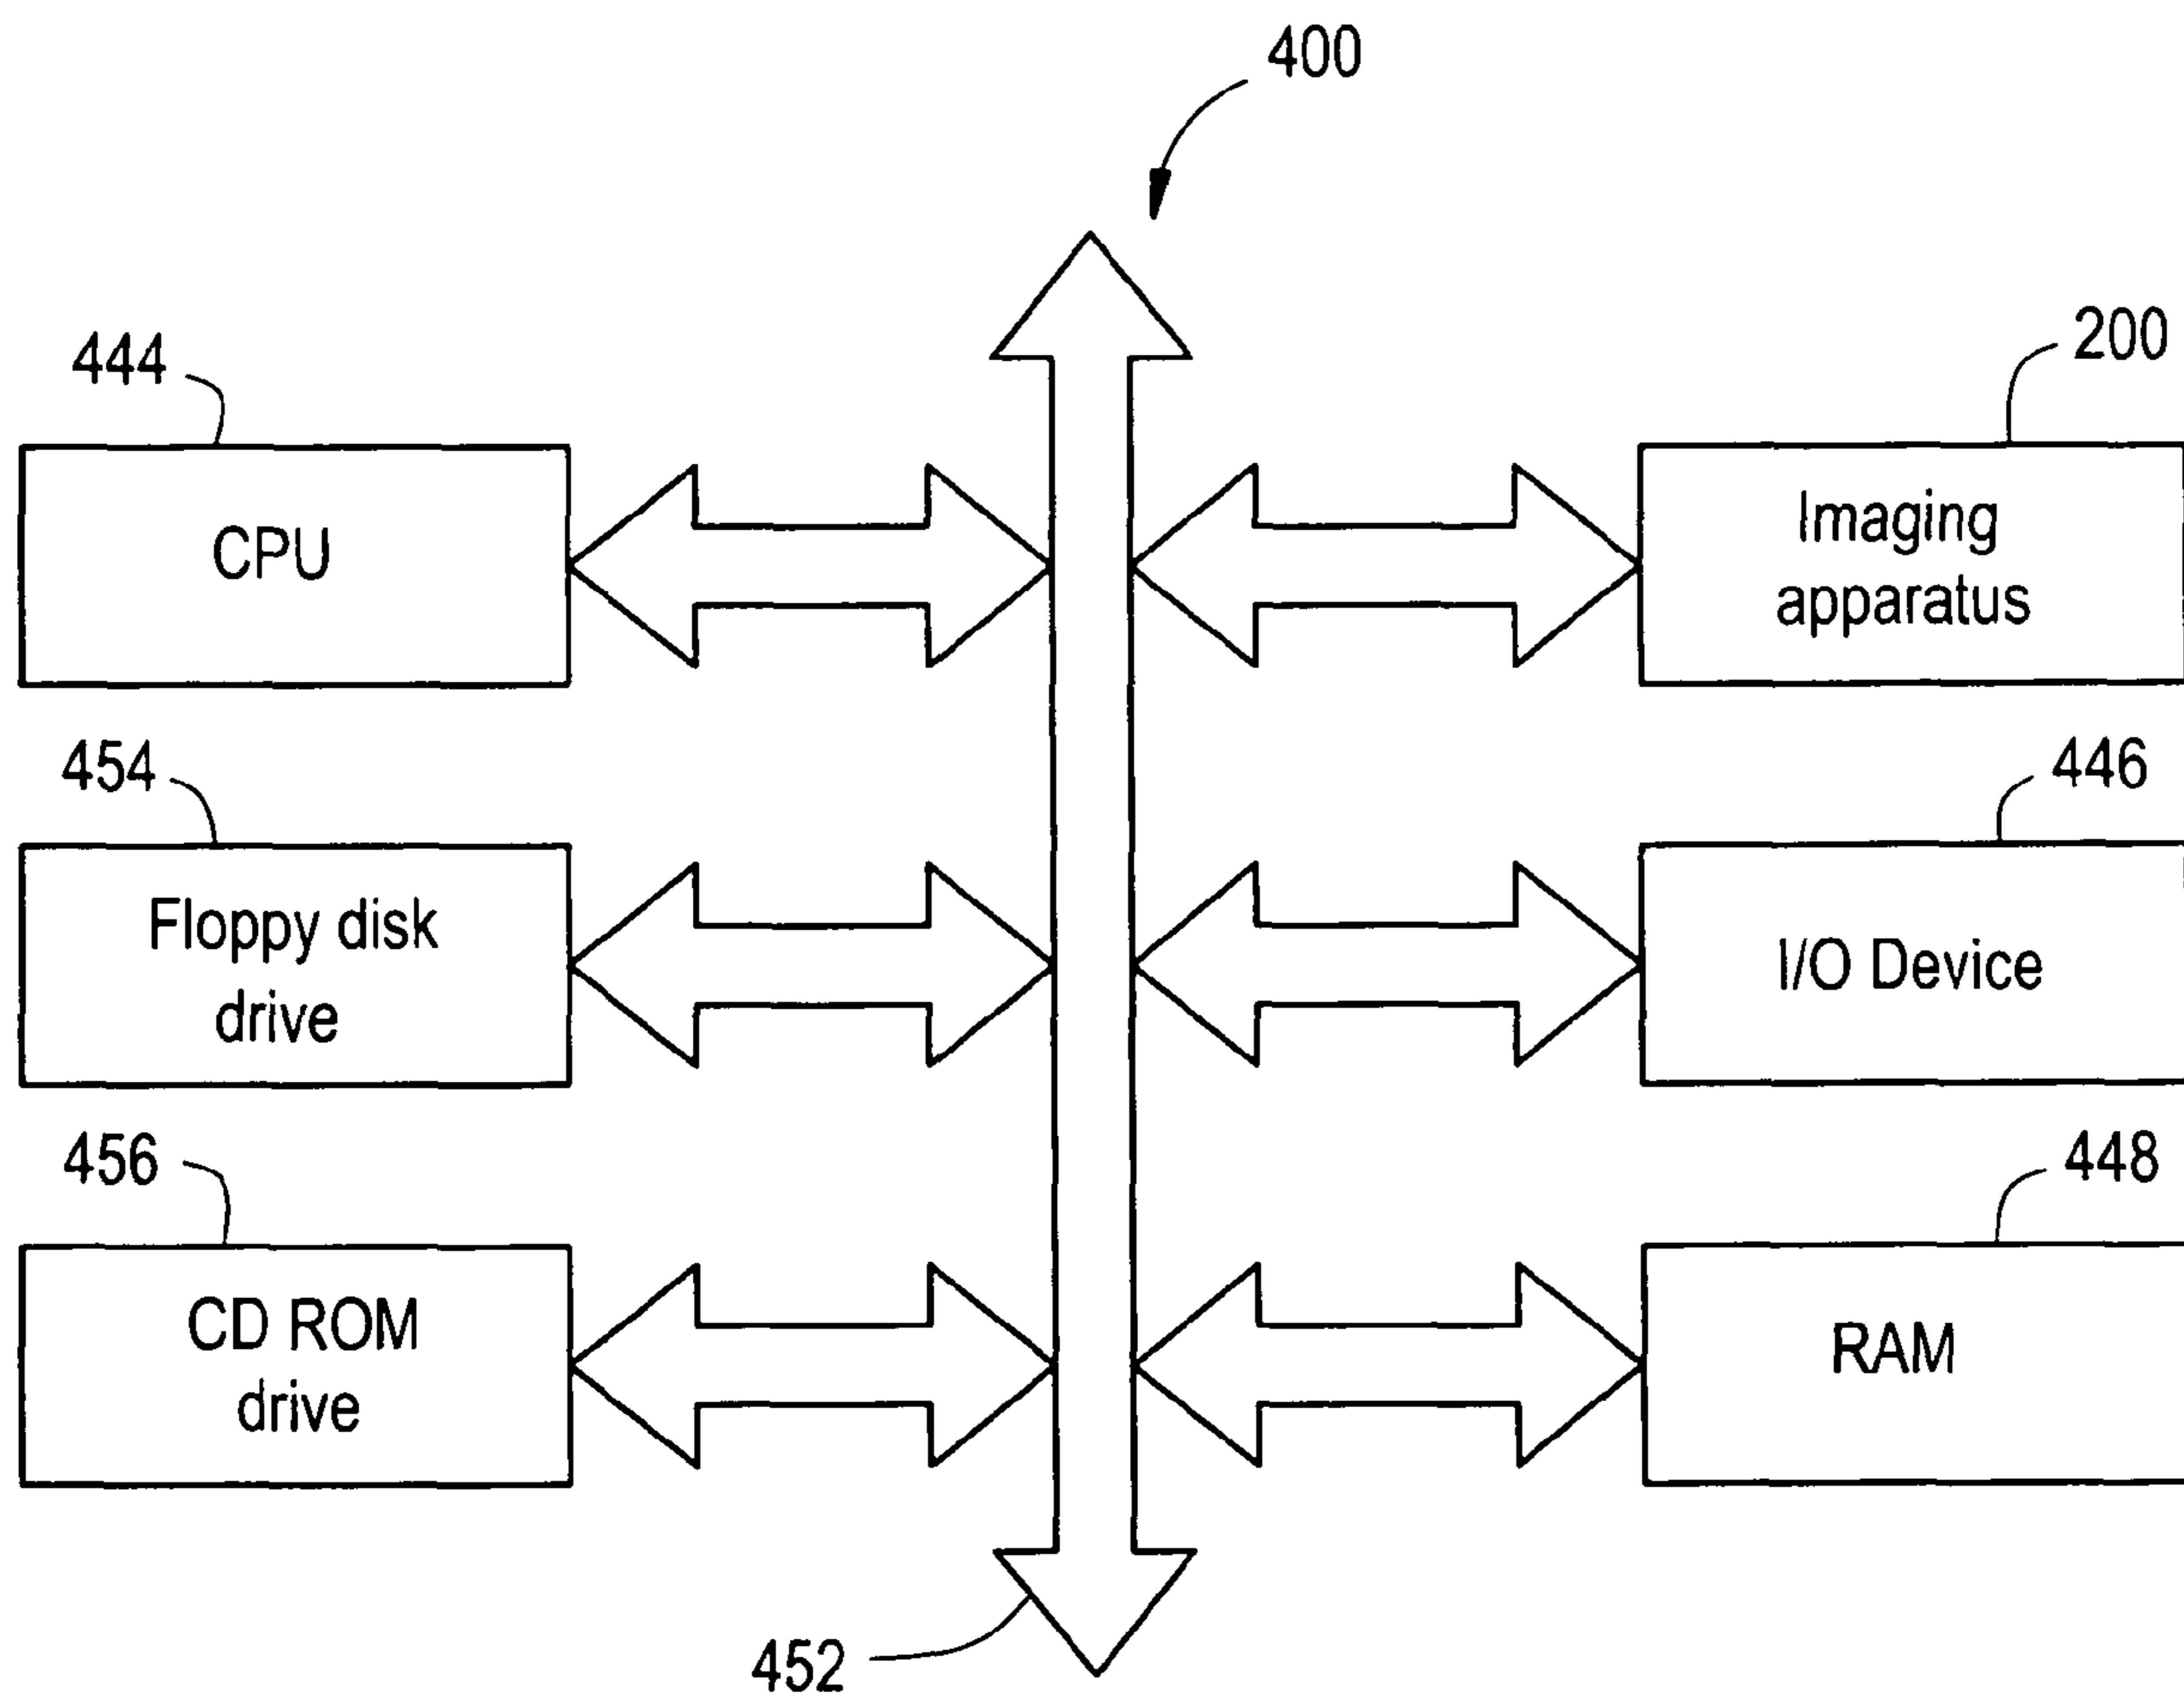 400
444
200
CPU
Imaging
apparatus
454
446
Floppy disk
drive
I/O Device
456
448
CD ROM
drive
RAM
452